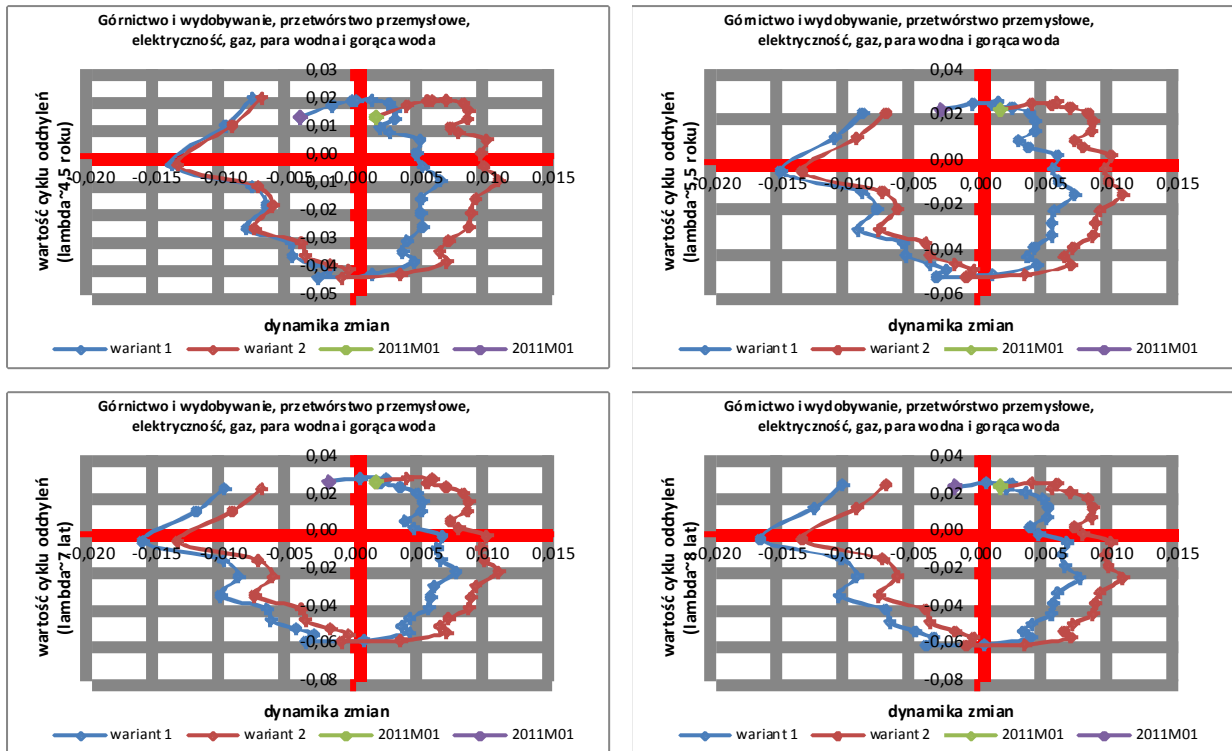 Górnictwo i wydobywanie, przetwórstwo przemysłowe,
elektryczność, gaz, para wodna i gorąca woda
wartość cyklu odchyleń
(lambda~4,5 roku)
0,03
0,02
0,01
0,00
-0,01
-0,02
-0,03
-0,04
-0,05
-0,020 -0,015 -0,010 -0,005 0,000 0,005 0,010 0,015
dynamika zmian
wariant 1 wariant 2 2011M01 2011M01
Górnictwo i wydobywanie, przetwórstwo przemysłowe,
elektryczność, gaz, para wodna i gorąca woda
wartość cyklu odchyleń
(lambda~5,5 roku)
0,04
0,02
0,00
-0,02
-0,04
-0,06
-0,020 -0,015 -0,010 -0,005 0,000 0,005 0,010 0,015
dynamika zmian
wariant 1 wariant 2 2011M01 2011M01
Górnictwo i wydobywanie, przetwórstwo przemysłowe,
elektryczność, gaz, para wodna i gorąca woda
wartość cyklu odchyleń
(lambda~7 lat)
0,04
0,02
0,00
-0,02
-0,04
-0,06
-0,08
-0,020 -0,015 -0,010 -0,005 0,000 0,005 0,010 0,015
dynamika zmian
wariant 1 wariant 2 2011M01 2011M01
Górnictwo i wydobywanie, przetwórstwo przemysłowe,
elektryczność, gaz, para wodna i gorąca woda
wartość cyklu odchyleń
(lambda~8 lat)
0,04
0,02
0,00
-0,02
-0,04
-0,06
-0,08
-0,020 -0,015 -0,010 -0,005 0,000 0,005 0,010 0,015
dynamika zmian
wariant 1 wariant 2 2011M01 2011M01